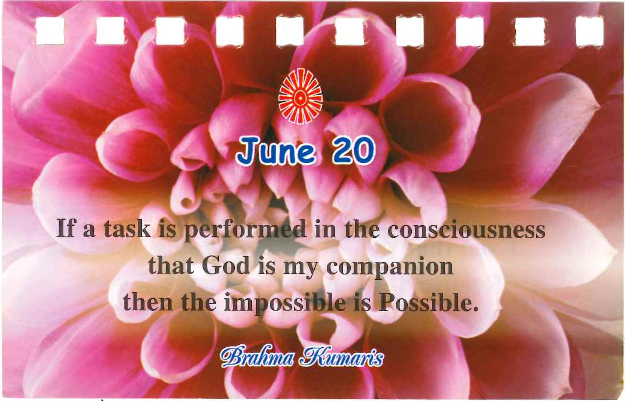 June 20
If a task is performed in the consciousness
that God is my companion
then the impossible is Possible.
Brahma Kumaris